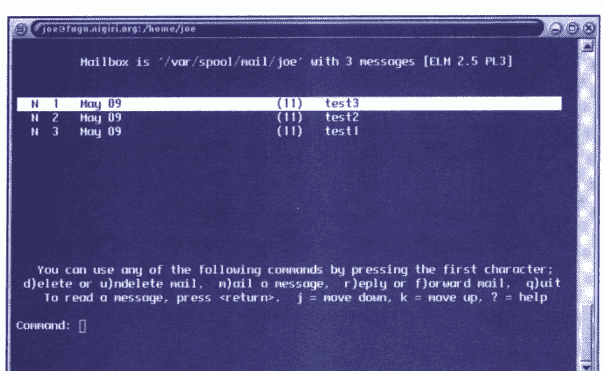 joe@fugu.nigiri.org:/home/joe
Mailbox is '/var/spool/mail/joe' with 3 messages [ELM 2.5 PL3]
N 1 May 09 (11) test3
N 2 May 09 (11) test2
N 3 May 09 (11) test1
You can use any of the following commands by pressing the first character;
d)elete or u)ndelete mail, m)ail a message, r)eply or f)orward mail, q)uit
To read a message, press <return>. j = move down, k = move up, ? = help
Command: